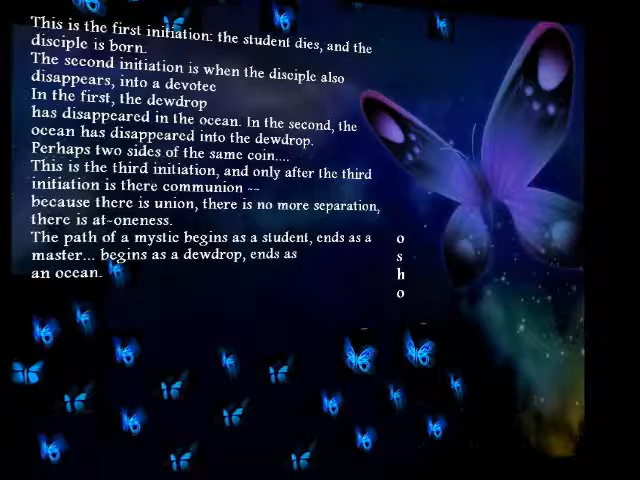 This is the first initiation: the student dies, and the
disciple is born.
The second initiation is when the disciple also
disappears, into a devotee
In the first, the dewdrop
has disappeared in the ocean. In the second, the
ocean has disappeared into the dewdrop.
Perhaps two sides of the same coin....
This is the third initiation, and only after the third
initiation is there communion --
because there is union, there is no more separation,
there is at-oneness.
The path of a mystic begins as a student, ends as a
master... begins as a dewdrop, ends as
an ocean.
o
s
h
o